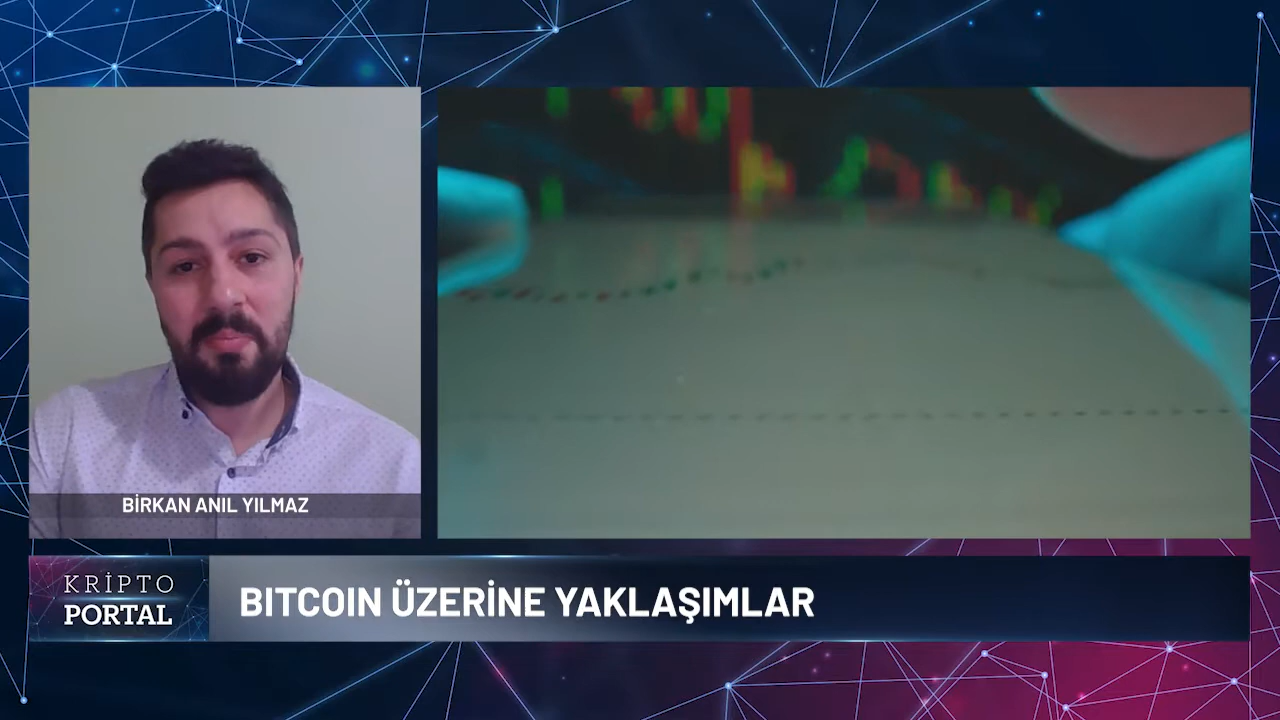 BİRKAN ANIL YILMAZ
KRİPTO
PORTAL
BITCOIN ÜZERİNE YAKLAŞIMLAR